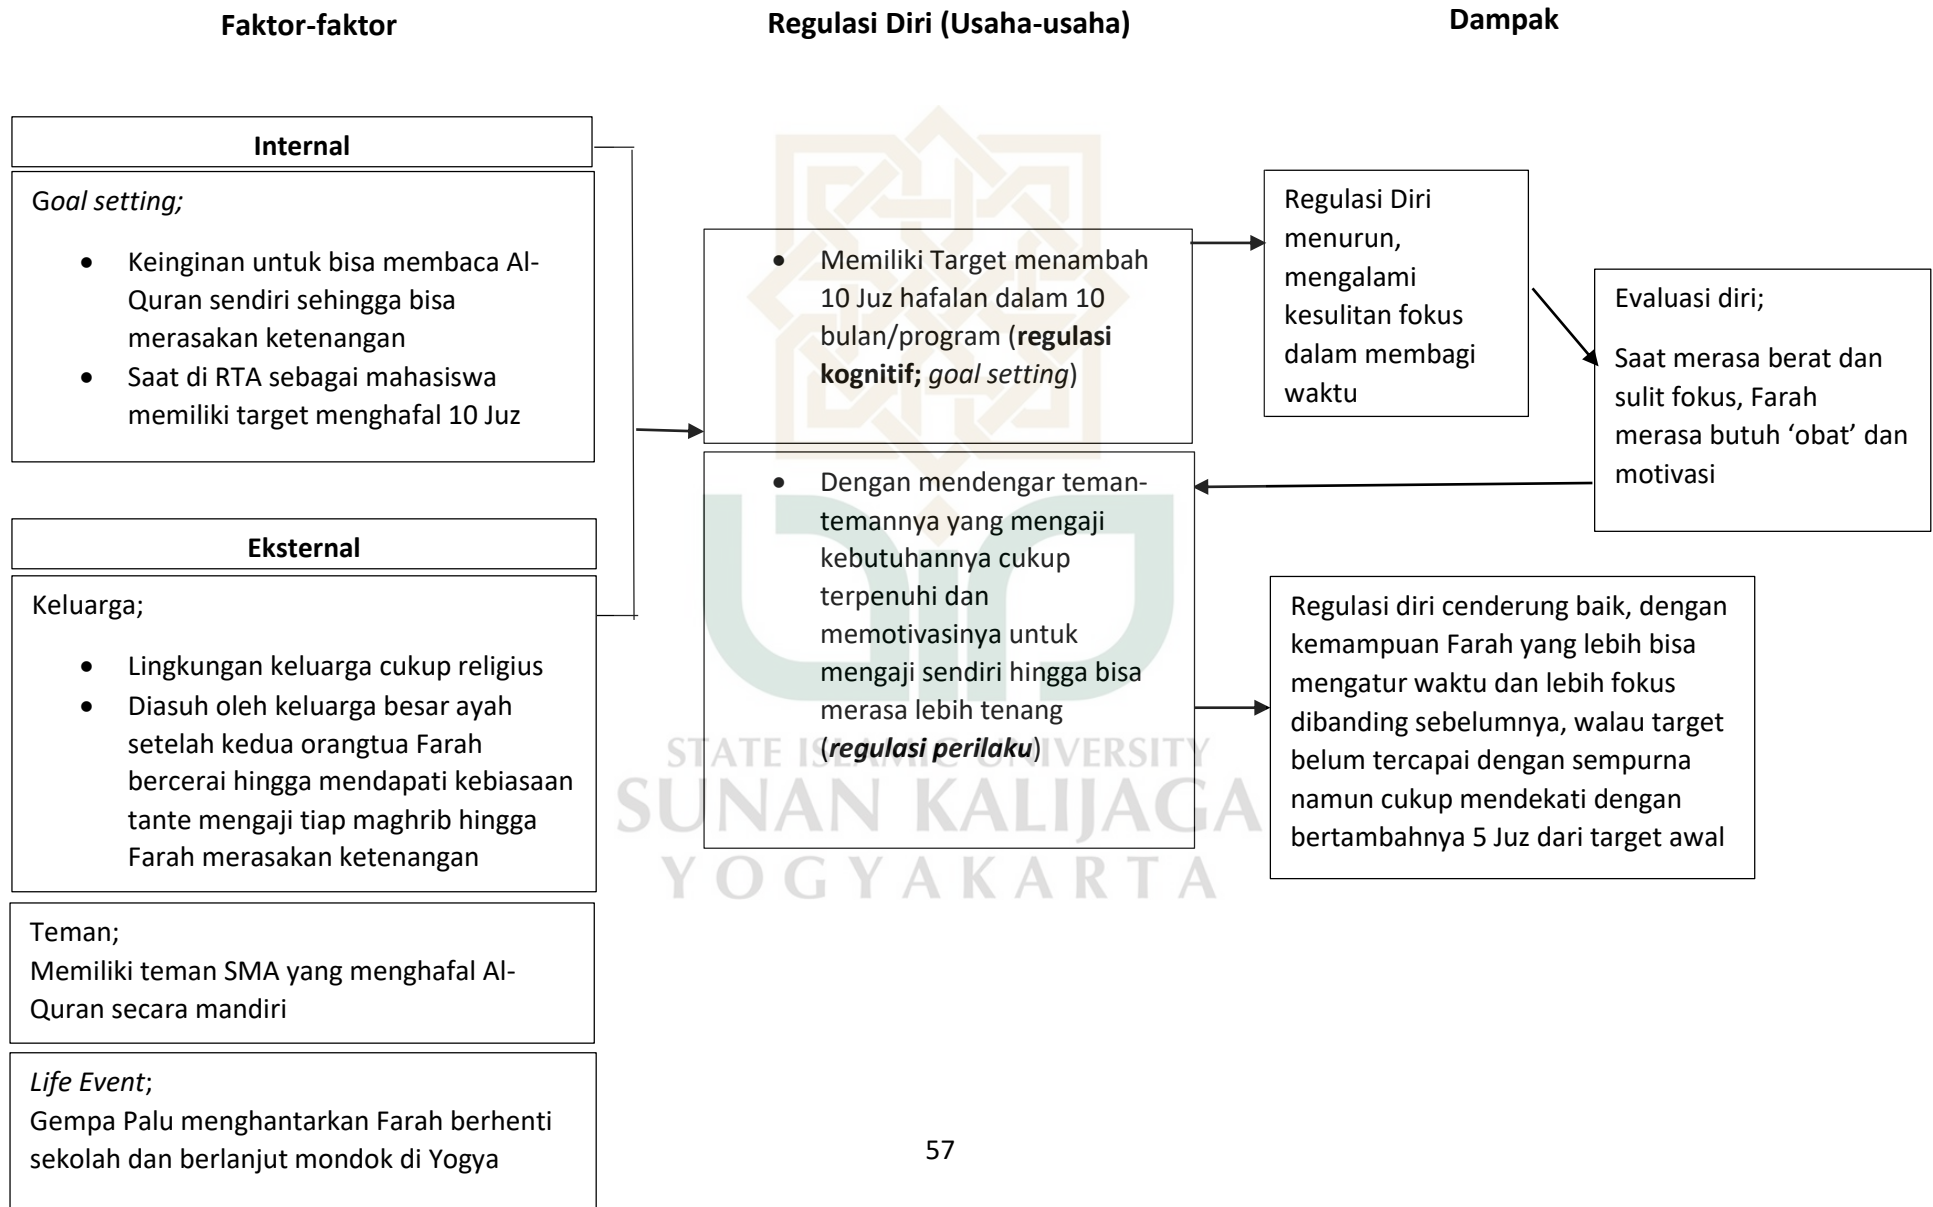 Faktor-faktor
Regulasi Diri (Usaha-usaha)
Dampak
Internal
Goal setting;
• Keinginan untuk bisa membaca Al-
Quran sendiri sehingga bisa
merasakan ketenangan
• Saat di RTA sebagai mahasiswa
memiliki target menghafal 10 Juz
Eksternal
Keluarga;
• Lingkungan keluarga cukup religius
• Diasuh oleh keluarga besar ayah
setelah kedua orangtua Farah
bercerai hingga mendapati kebiasaan
tante mengaji tiap maghrib hingga
Farah merasakan ketenangan
Teman;
Memiliki teman SMA yang menghafal Al-
Quran secara mandiri
Life Event;
Gempa Palu menghantarkan Farah berhenti
sekolah dan berlanjut mondok di Yogya
• Memiliki Target menambah
10 Juz hafalan dalam 10
bulan/program (regulasi
kognitif; goal setting)
• Dengan mendengar teman-
temannya yang mengaji
kebutuhannya cukup
terpenuhi dan
memotivasinya untuk
mengaji sendiri hingga bisa
merasa lebih tenang
(regulasi perilaku)
Regulasi Diri
menurun,
mengalami
kesulitan fokus
dalam membagi
waktu
Evaluasi diri;
Saat merasa berat dan
sulit fokus, Farah
merasa butuh ‘obat’ dan
motivasi
Regulasi diri cenderung baik, dengan
kemampuan Farah yang lebih bisa
mengatur waktu dan lebih fokus
dibanding sebelumnya, walau target
belum tercapai dengan sempurna
namun cukup mendekati dengan
bertambahnya 5 Juz dari target awal
STATE ISLAMIC UNIVERSITY
SUNAN KALIJAGA
YOGYAKARTA
57